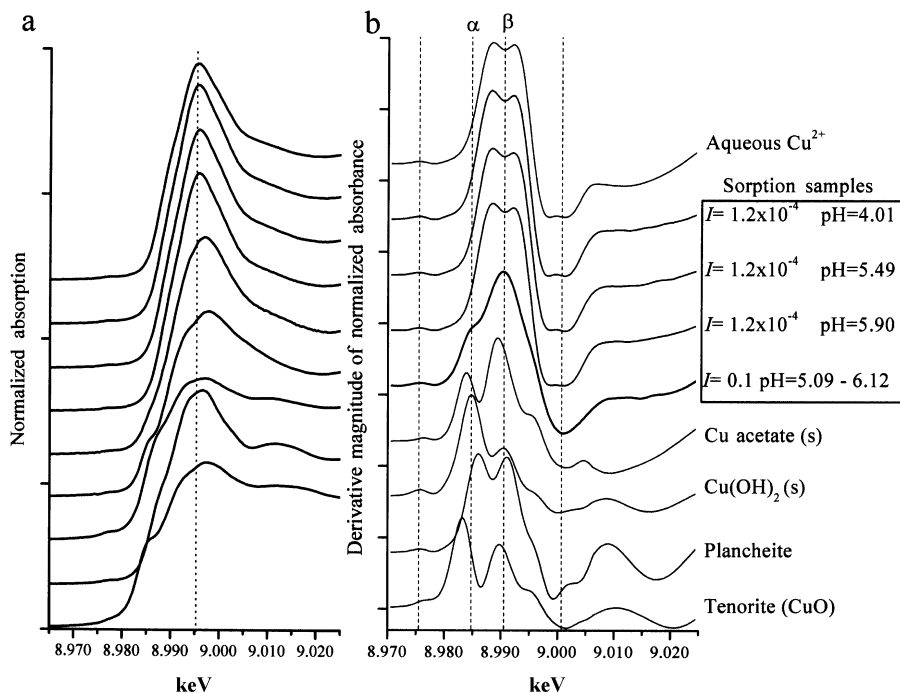 a
b
α
β
Normalized absorption
Derivative magnitude of normalized absorbance
Aqueous Cu²⁺
Sorption samples
I= 1.2x10⁻⁴ pH=4.01
I= 1.2x10⁻⁴ pH=5.49
I= 1.2x10⁻⁴ pH=5.90
I= 0.1 pH=5.09 - 6.12
Cu acetate (s)
Cu(OH)₂ (s)
Plancheite
Tenorite (CuO)
8.970 8.980 8.990 9.000 9.010 9.020
keV
8.970 8.980 8.990 9.000 9.010 9.020
keV